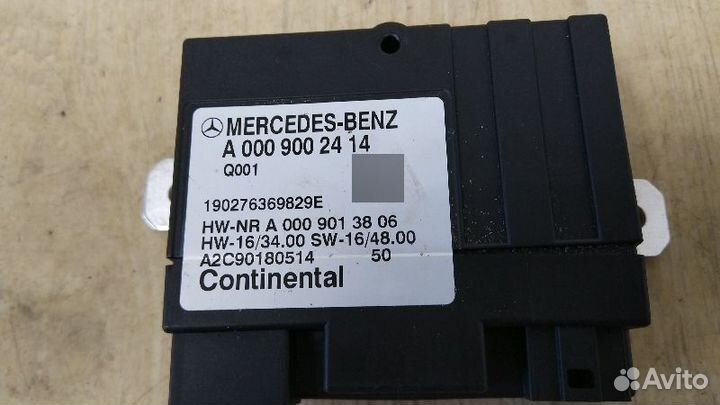 MERCEDES-BENZ
A 000 900 24 14
Q001
190276369829E
HW-NR A 000 901 38 06
HW-16/34.00 SW-16/48.00
A2C90180514 50
Continental
Avito